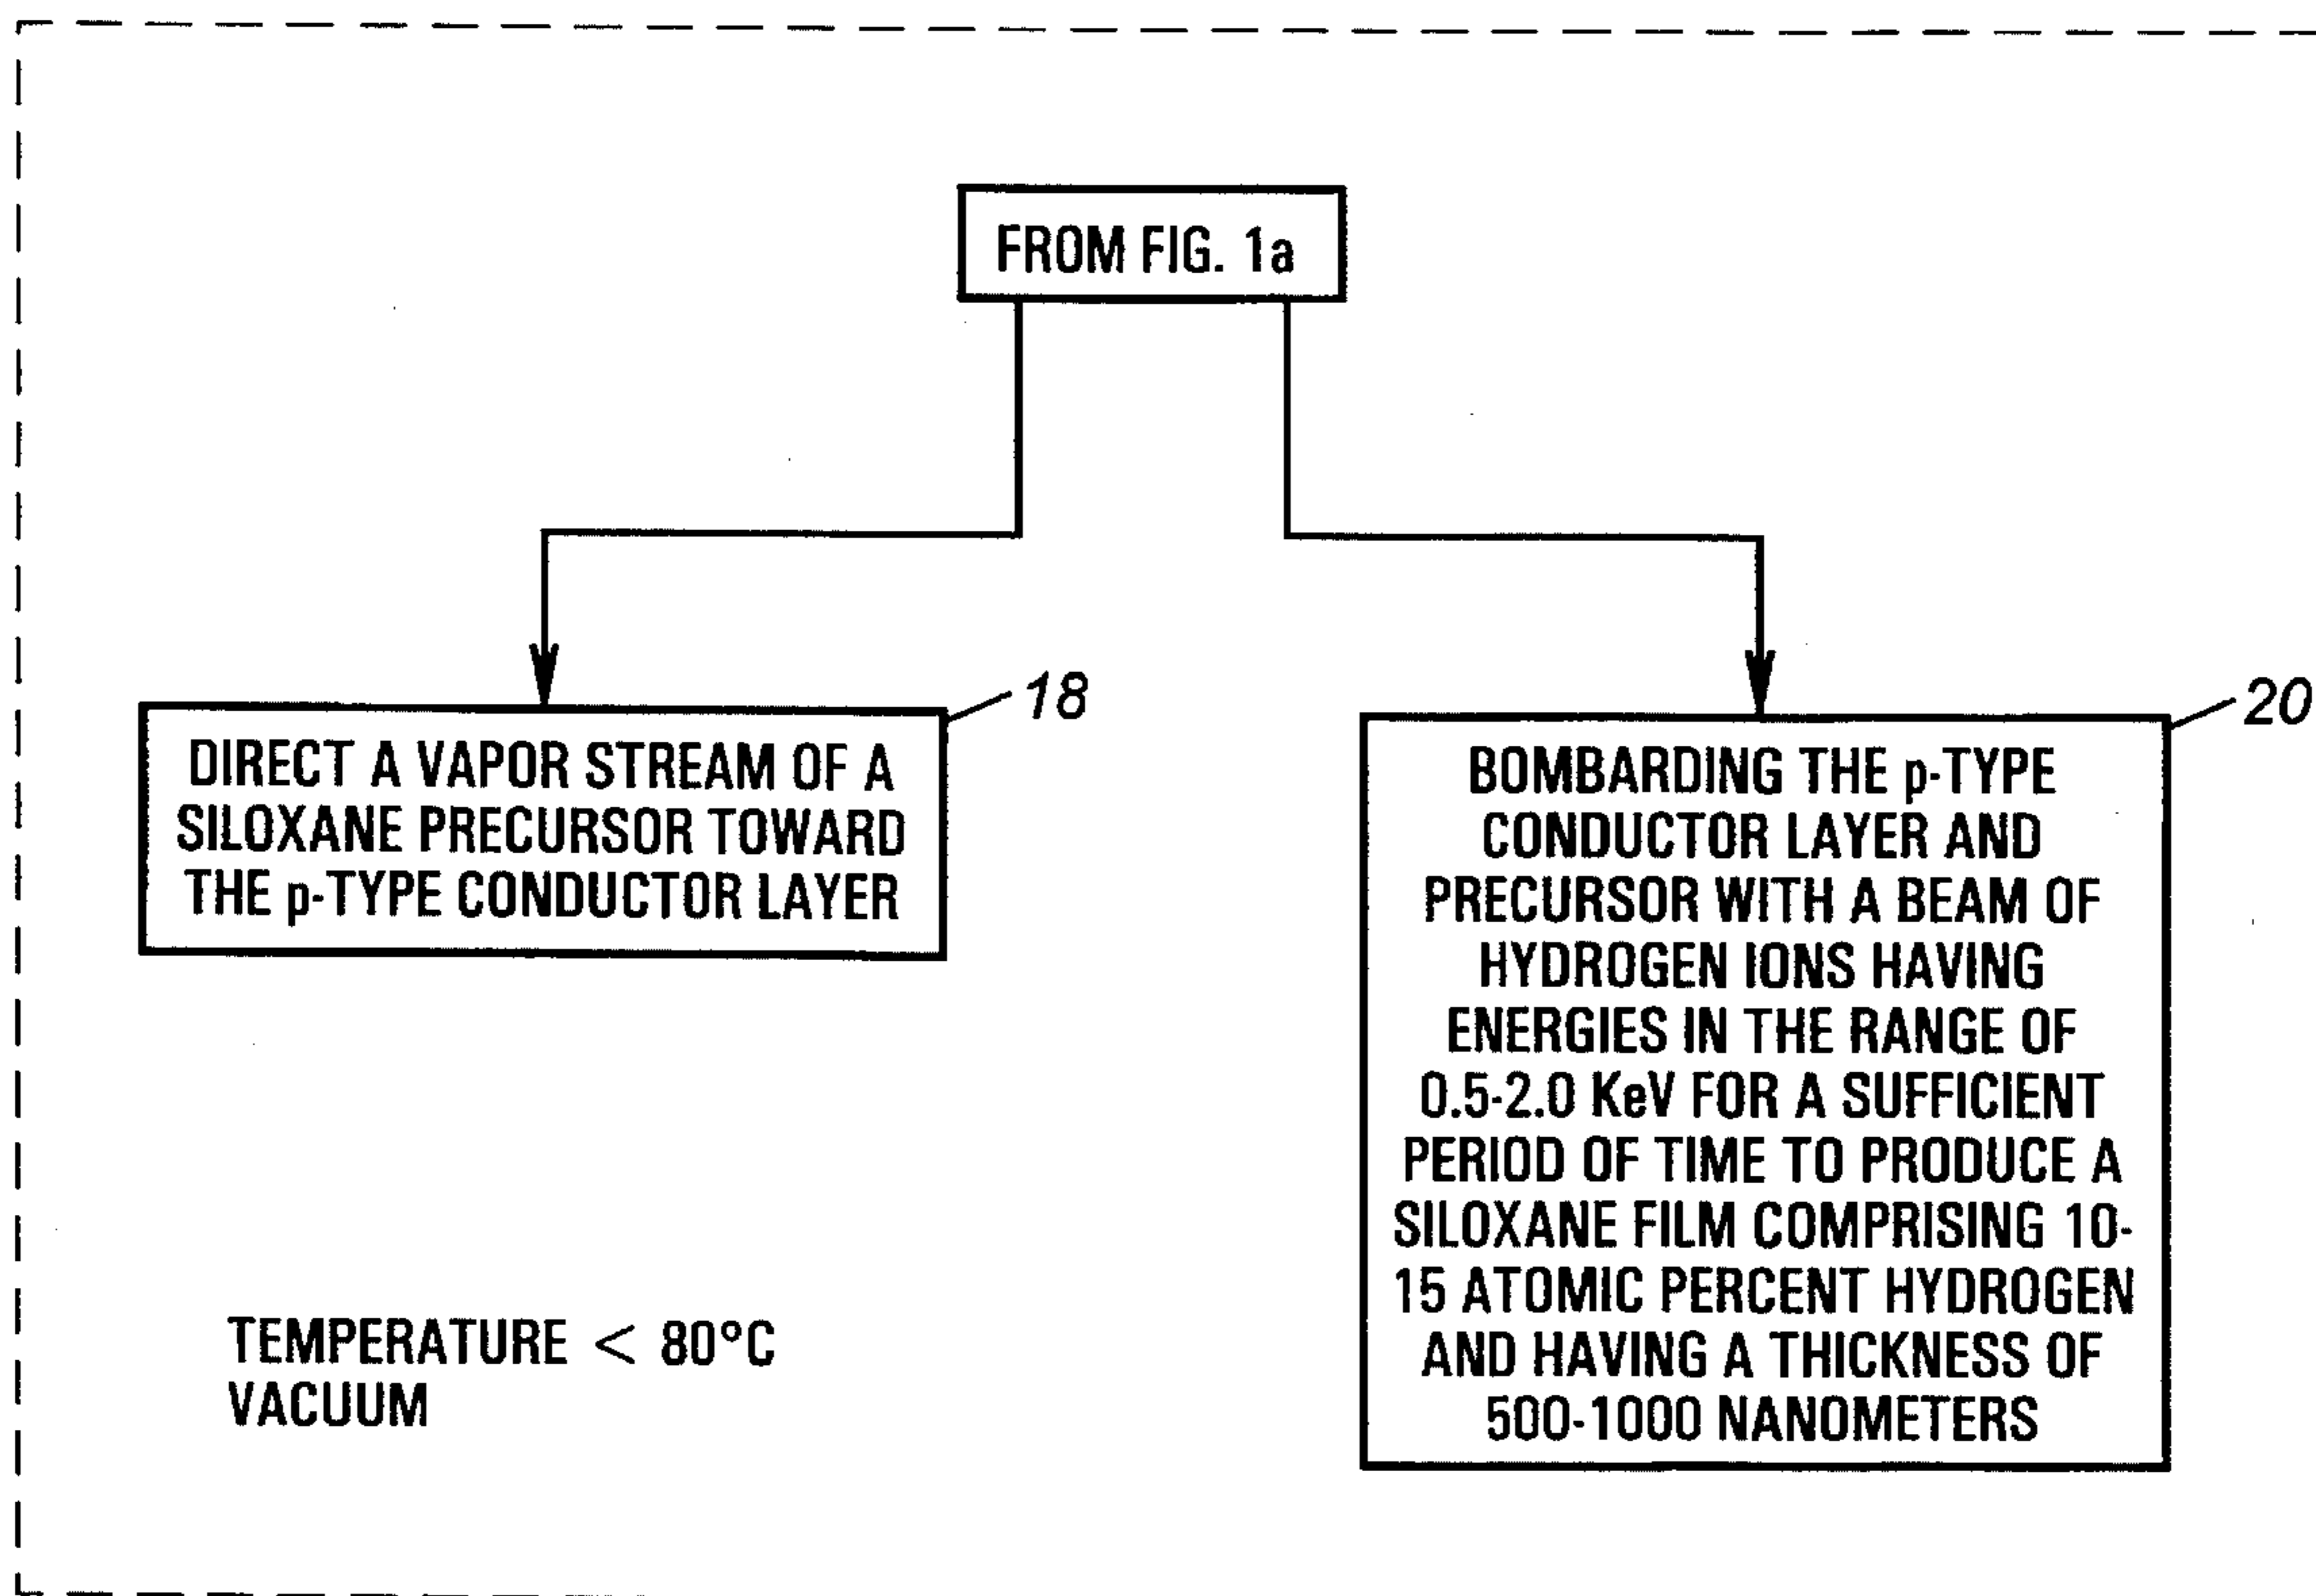 FROM FIG. 1a
18
DIRECT A VAPOR STREAM OF A
SILOXANE PRECURSOR TOWARD
THE p-TYPE CONDUCTOR LAYER
20
BOMBARDING THE p-TYPE
CONDUCTOR LAYER AND
PRECURSOR WITH A BEAM OF
HYDROGEN IONS HAVING
ENERGIES IN THE RANGE OF
0.5-2.0 KeV FOR A SUFFICIENT
PERIOD OF TIME TO PRODUCE A
SILOXANE FILM COMPRISING 10-
15 ATOMIC PERCENT HYDROGEN
AND HAVING A THICKNESS OF
500-1000 NANOMETERS
TEMPERATURE < 80°C
VACUUM